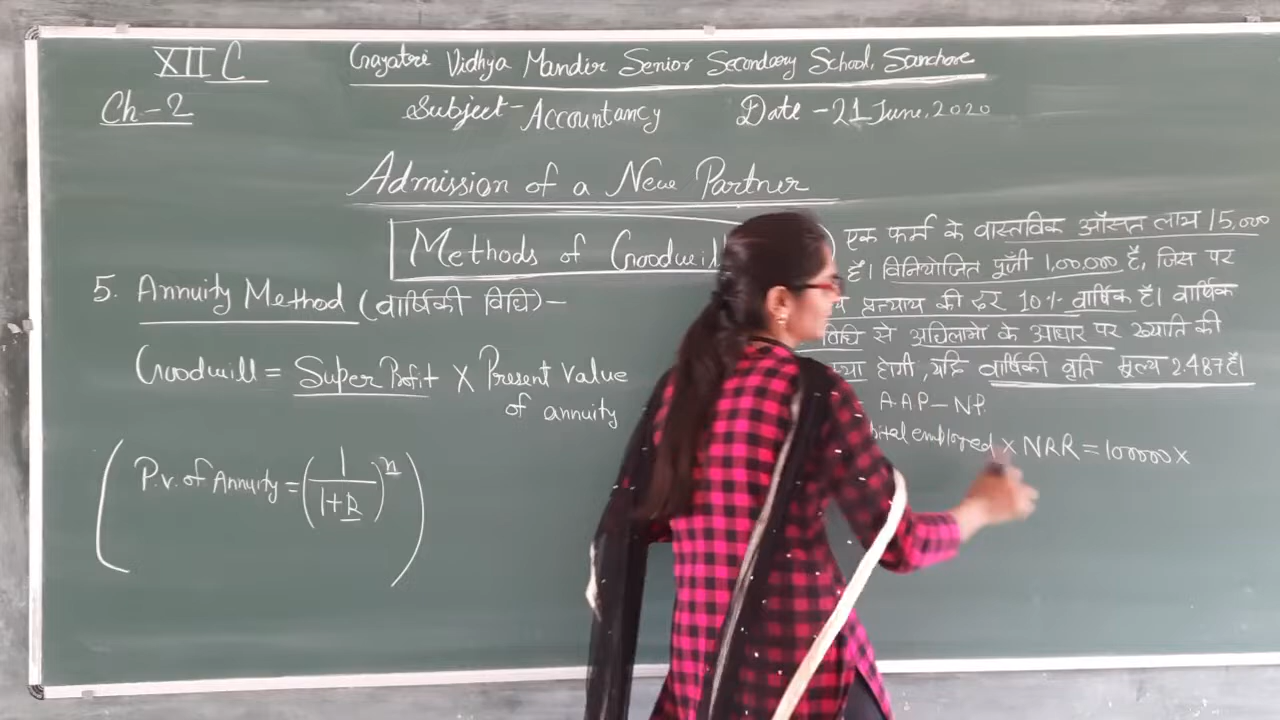 XII C
Gayatri Vidhya Mandir Senior Secondary School, Sanchore
Ch-2
Subject-Accountancy
Date -21 June, 2020
Admission of a New Partner
Methods of Goodwill
5. Annuity Method (वार्षिकी विधि)-
Goodwill = Super Profit X Present Value
of annuity
(P.v. of Annuity = (1/1+R)^n)
एक फर्म के वास्तविक औसत लाभ 15,000
है। विनियोजित पूँजी 1,00,000 है, जिस पर
प्रत्याय की दर 10% वार्षिक है। वार्षिक
विधि से अधिलाभो के आधार पर ख्याति की
होगी, यदि वार्षिकी वृति मूल्य 2.487 है।
A.A.P - N.P.
employed X NRR = 100000 X